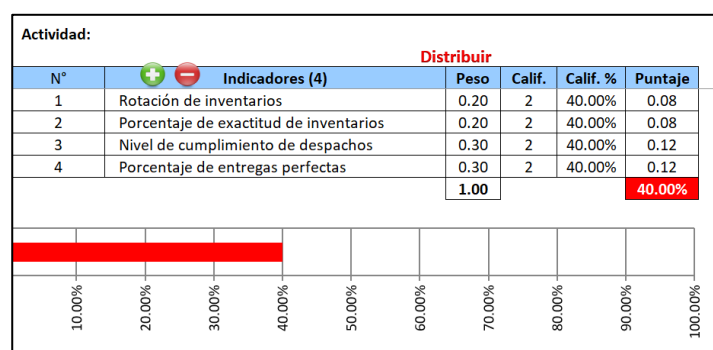 Actividad:
Distribuir
N° Indicadores (4) Peso Calif. Calif. % Puntaje
1 Rotación de inventarios 0.20 2 40.00% 0.08
2 Porcentaje de exactitud de inventarios 0.20 2 40.00% 0.08
3 Nivel de cumplimiento de despachos 0.30 2 40.00% 0.12
4 Porcentaje de entregas perfectas 0.30 2 40.00% 0.12
1.00 40.00%
10.00% 20.00% 30.00% 40.00% 50.00% 60.00% 70.00% 80.00% 90.00% 100.00%